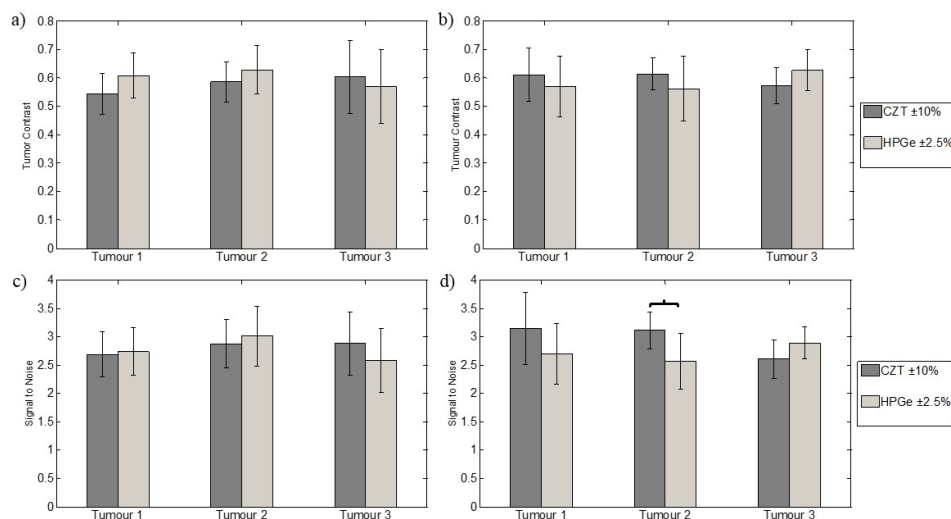 a)
Tumor Contrast
0.8
0.7
0.6
0.5
0.4
0.3
0.2
0.1
0
Tumour 1 Tumour 2 Tumour 3
b)
Tumour Contrast
0.8
0.7
0.6
0.5
0.4
0.3
0.2
0.1
0
Tumour 1 Tumour 2 Tumour 3
CZT ±10%
HPGe ±2.5%
c)
Signal to Noise
4
3.5
3
2.5
2
1.5
1
0.5
0
Tumour 1 Tumour 2 Tumour 3
d)
Signal to Noise
4
3.5
3
2.5
2
1.5
1
0.5
0
Tumour 1 Tumour 2 Tumour 3
CZT ±10%
HPGe ±2.5%